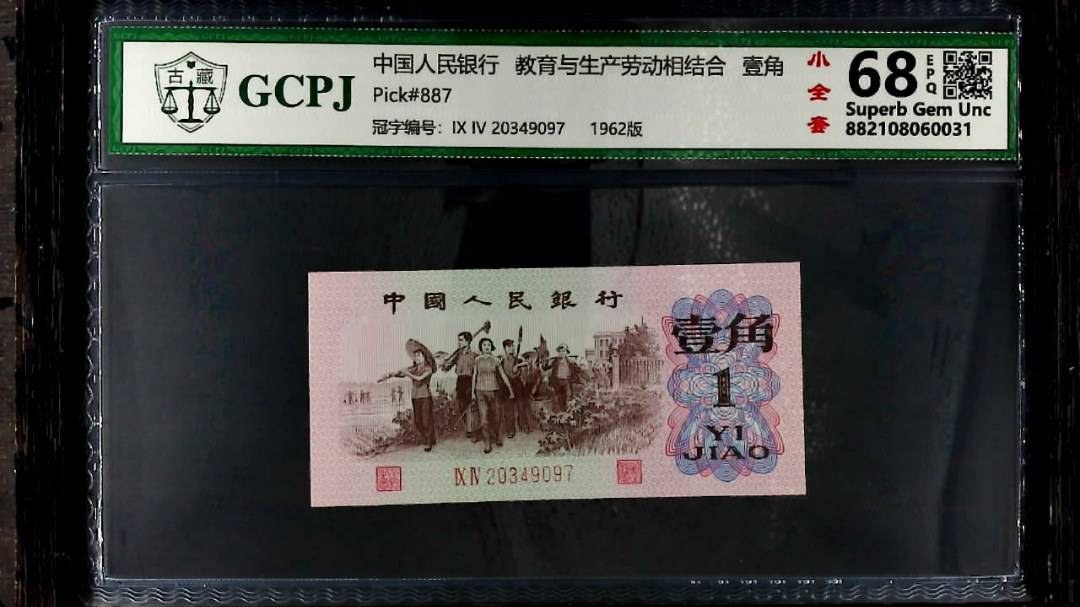 古藏
GCPJ
中国人民银行 教育与生产劳动相结合 壹角
Pick#887
冠字编号: IX IV 20349097 1962版
小全套
68
EPQ
Superb Gem Unc
882108060031
中國人民銀行
壹角
1
YI
JIAO
IX IV 20349097